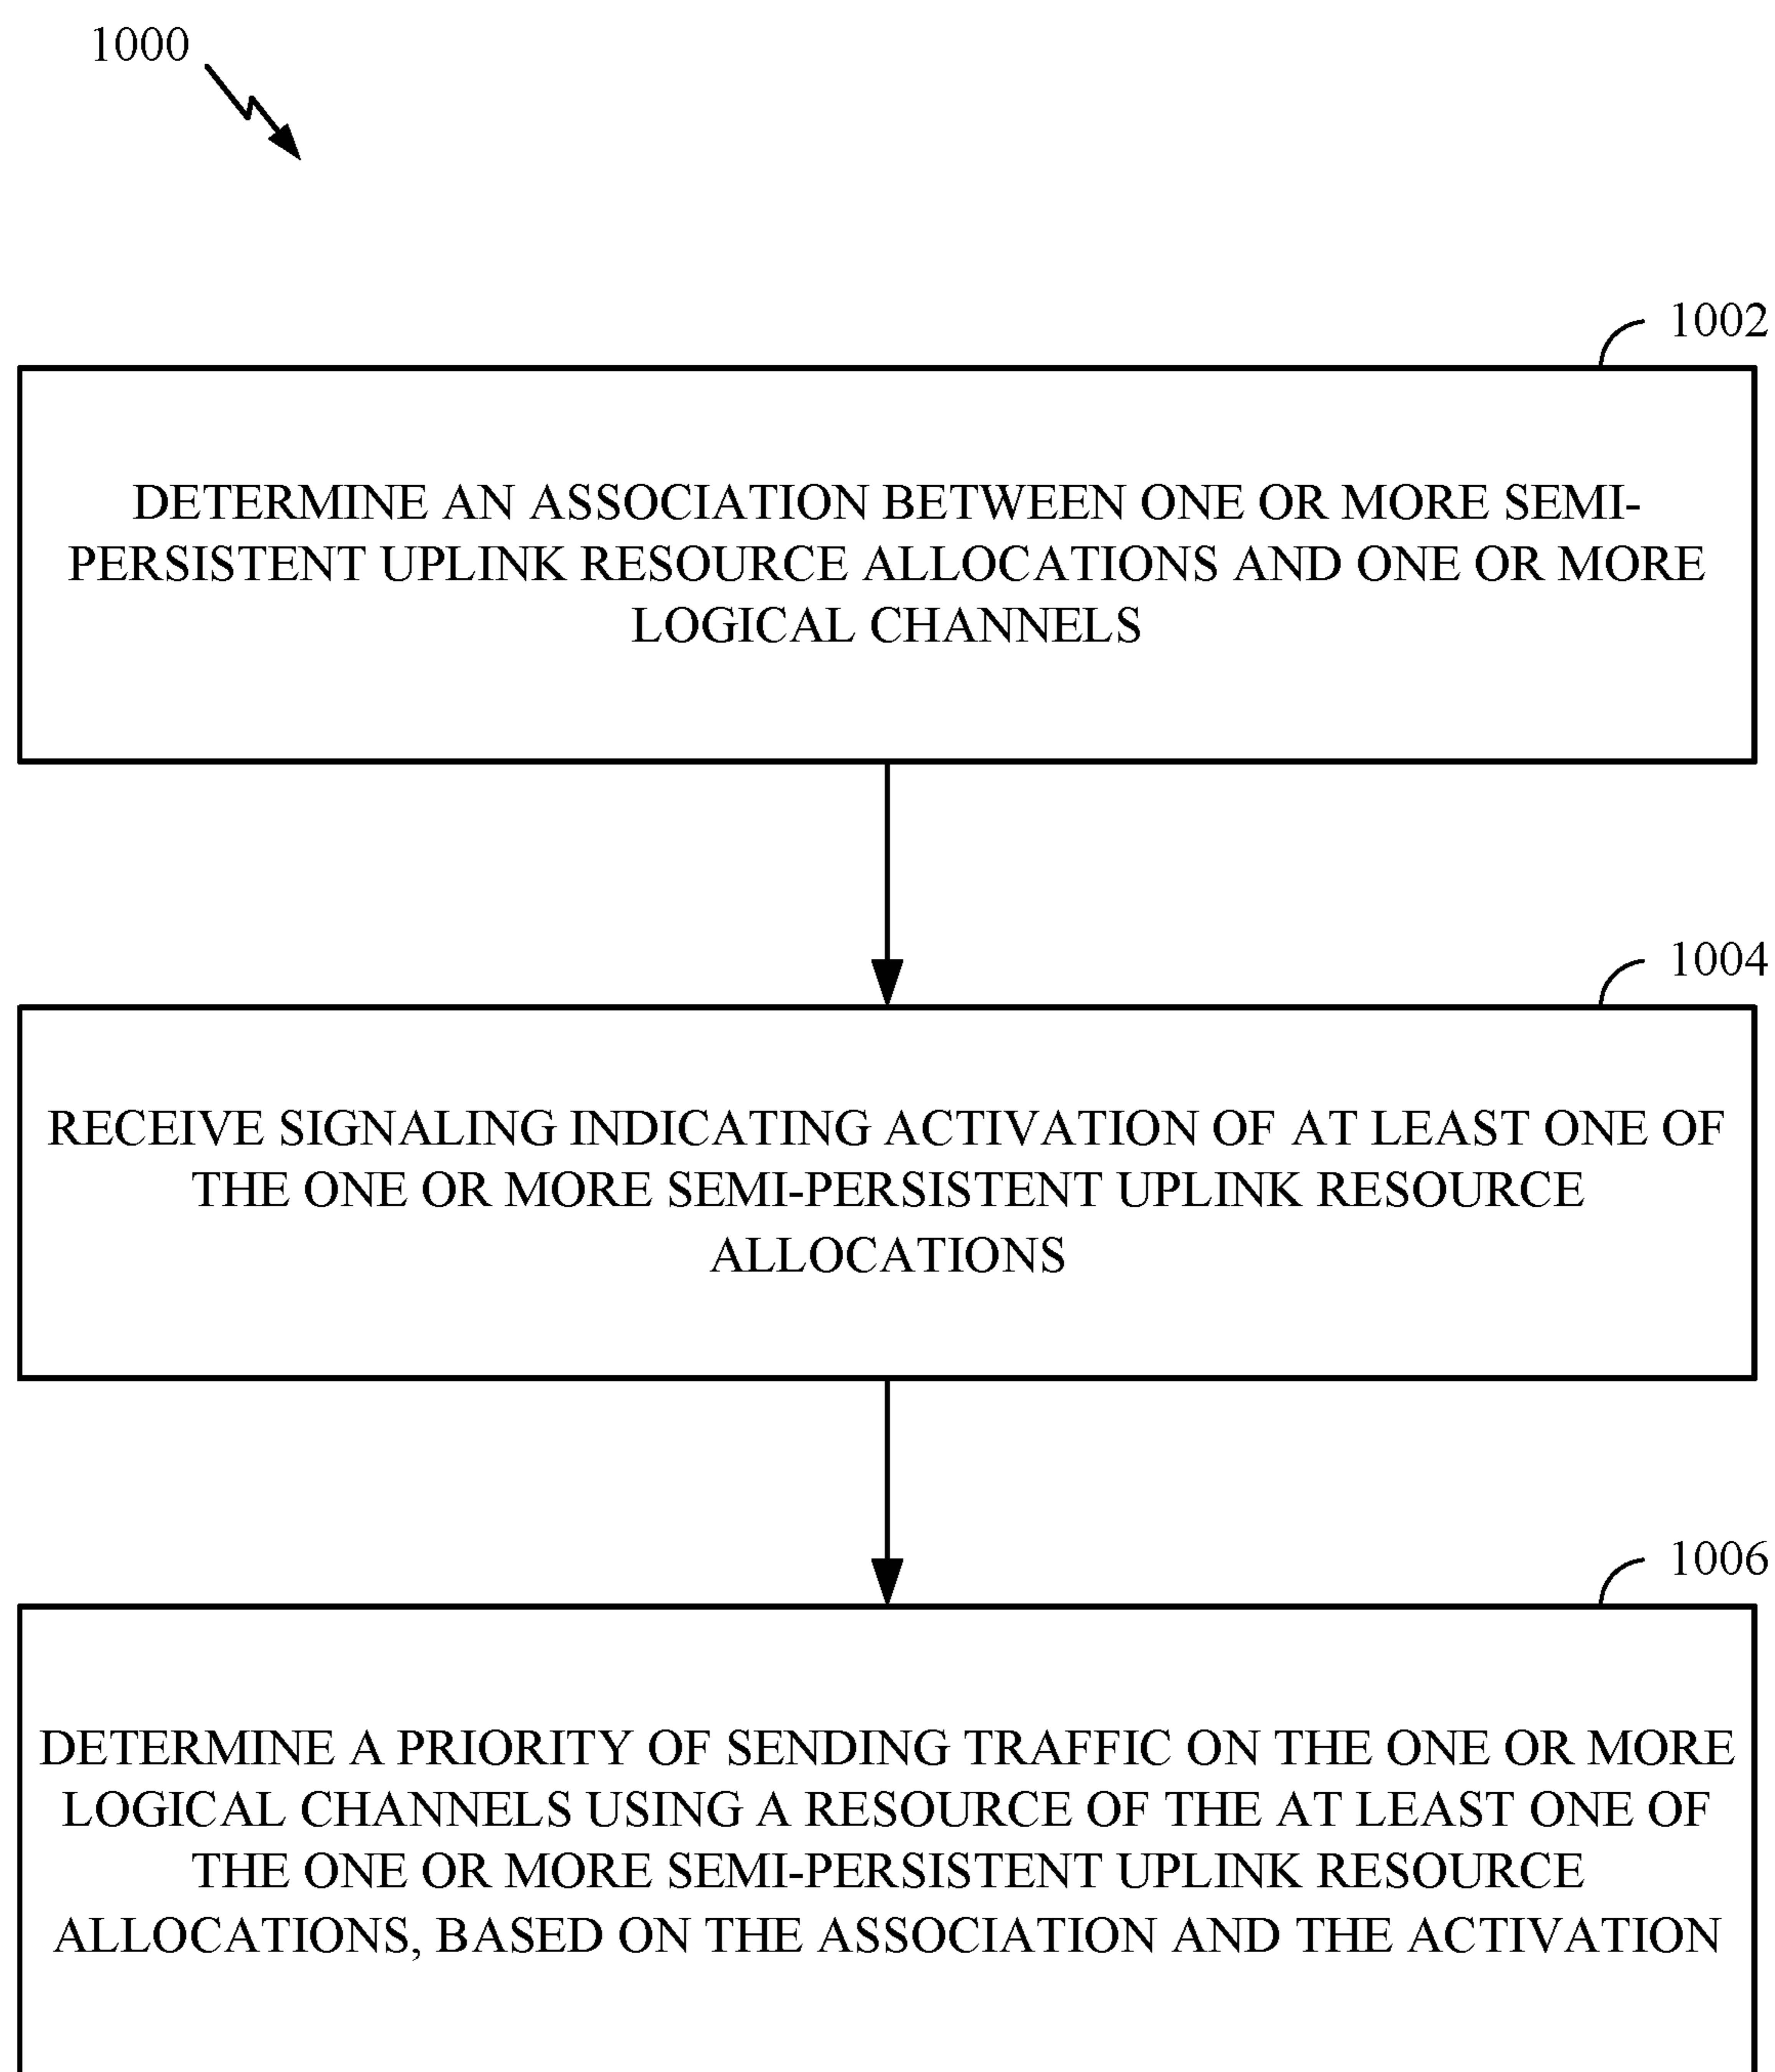 1000
1002
DETERMINE AN ASSOCIATION BETWEEN ONE OR MORE SEMI-
PERSISTENT UPLINK RESOURCE ALLOCATIONS AND ONE OR MORE
LOGICAL CHANNELS
1004
RECEIVE SIGNALING INDICATING ACTIVATION OF AT LEAST ONE OF
THE ONE OR MORE SEMI-PERSISTENT UPLINK RESOURCE
ALLOCATIONS
1006
DETERMINE A PRIORITY OF SENDING TRAFFIC ON THE ONE OR MORE
LOGICAL CHANNELS USING A RESOURCE OF THE AT LEAST ONE OF
THE ONE OR MORE SEMI-PERSISTENT UPLINK RESOURCE
ALLOCATIONS, BASED ON THE ASSOCIATION AND THE ACTIVATION